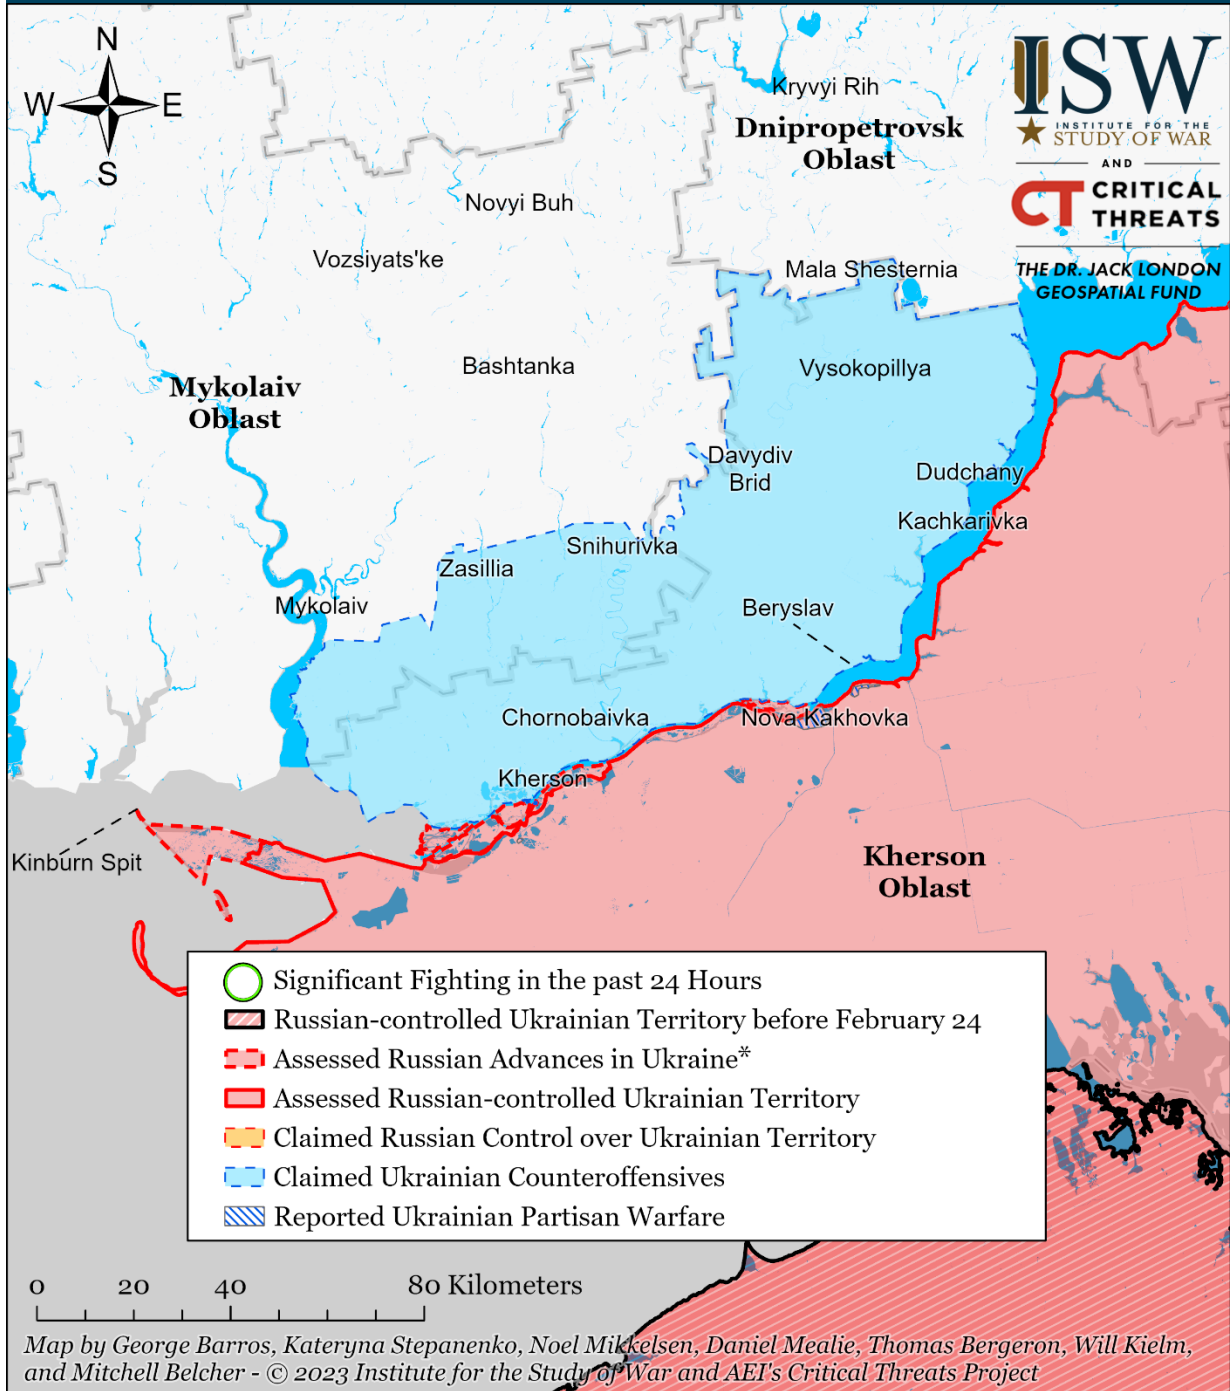 N
W E
S
Kryvyi Rih
Dnipropetrovsk
Oblast
ISW
INSTITUTE FOR THE
STUDY OF WAR
AND
CT CRITICAL
THREATS
THE DR. JACK LONDON
GEOSPATIAL FUND
Novyi Buh
Vozsiyats'ke
Mala Shesternia
Bashtanka
Vysokopillya
Mykolaiv
Oblast
Davydiv
Brid
Dudchany
Kachkarivka
Snihurivka
Zasillia
Mykolaiv
Beryslav
Chornobaivka
Nova Kakhovka
Kherson
Kinburn Spit
Kherson
Oblast
Significant Fighting in the past 24 Hours
Russian-controlled Ukrainian Territory before February 24
Assessed Russian Advances in Ukraine*
Assessed Russian-controlled Ukrainian Territory
Claimed Russian Control over Ukrainian Territory
Claimed Ukrainian Counteroffensives
Reported Ukrainian Partisan Warfare
0 20 40 80 Kilometers
Map by George Barros, Kateryna Stepanenko, Noel Mikkelsen, Daniel Mealie, Thomas Bergeron, Will Kielm,
and Mitchell Belcher - © 2023 Institute for the Study of War and AEI's Critical Threats Project